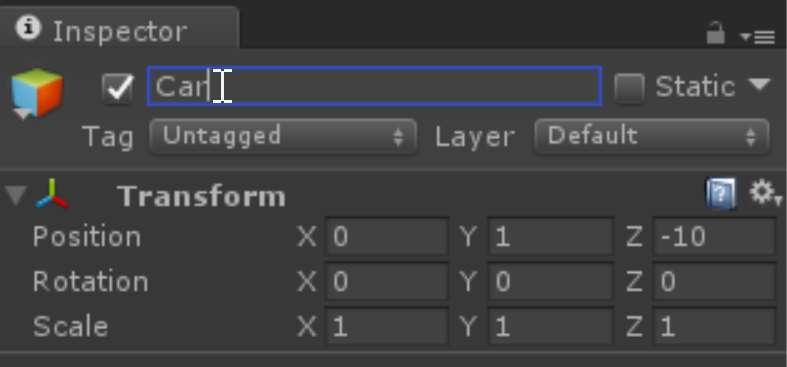 Inspector
Car
Static
Tag Untagged Layer Default
Transform
Position X 0 Y 1 Z -10
Rotation X 0 Y 0 Z 0
Scale X 1 Y 1 Z 1